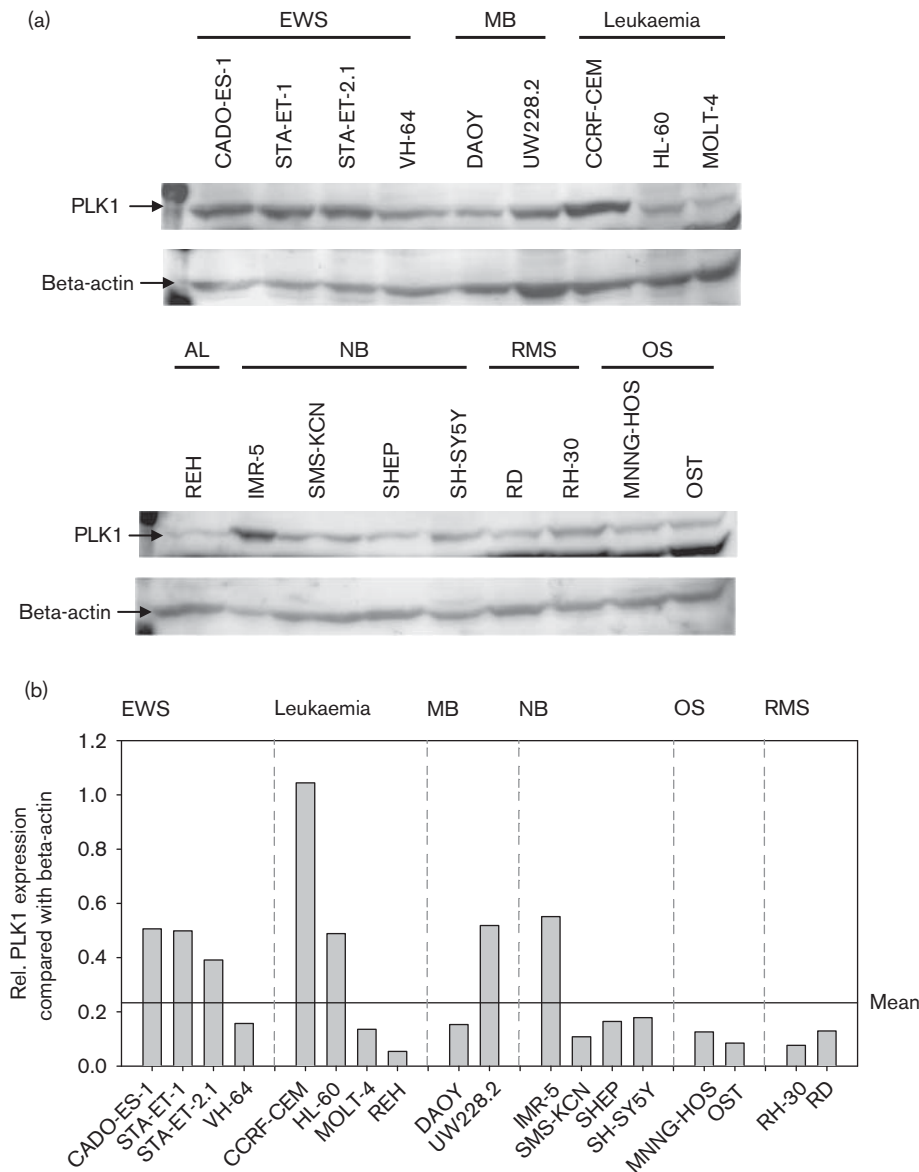 (a)
EWS MB Leukaemia
CADO-ES-1 STA-ET-1 STA-ET-2.1 VH-64 DAOY UW228.2 CCRF-CEM HL-60 MOLT-4
PLK1
Beta-actin
AL NB RMS OS
REH IMR-5 SMS-KCN SHEP SH-SY5Y RD RH-30 MNNG-HOS OST
PLK1
Beta-actin
(b)
EWS Leukaemia MB NB OS RMS
1.2
1.0
0.8
0.6
0.4
0.2
0.0
Rel. PLK1 expression
compared with beta-actin
Mean
CADO-ES-1 STA-ET-1 STA-ET-2.1 VH-64 CCRF-CEM HL-60 MOLT-4 REH DAOY UW228.2 IMR-5 SMS-KCN SHEP SH-SY5Y MNNG-HOS OST RH-30 RD